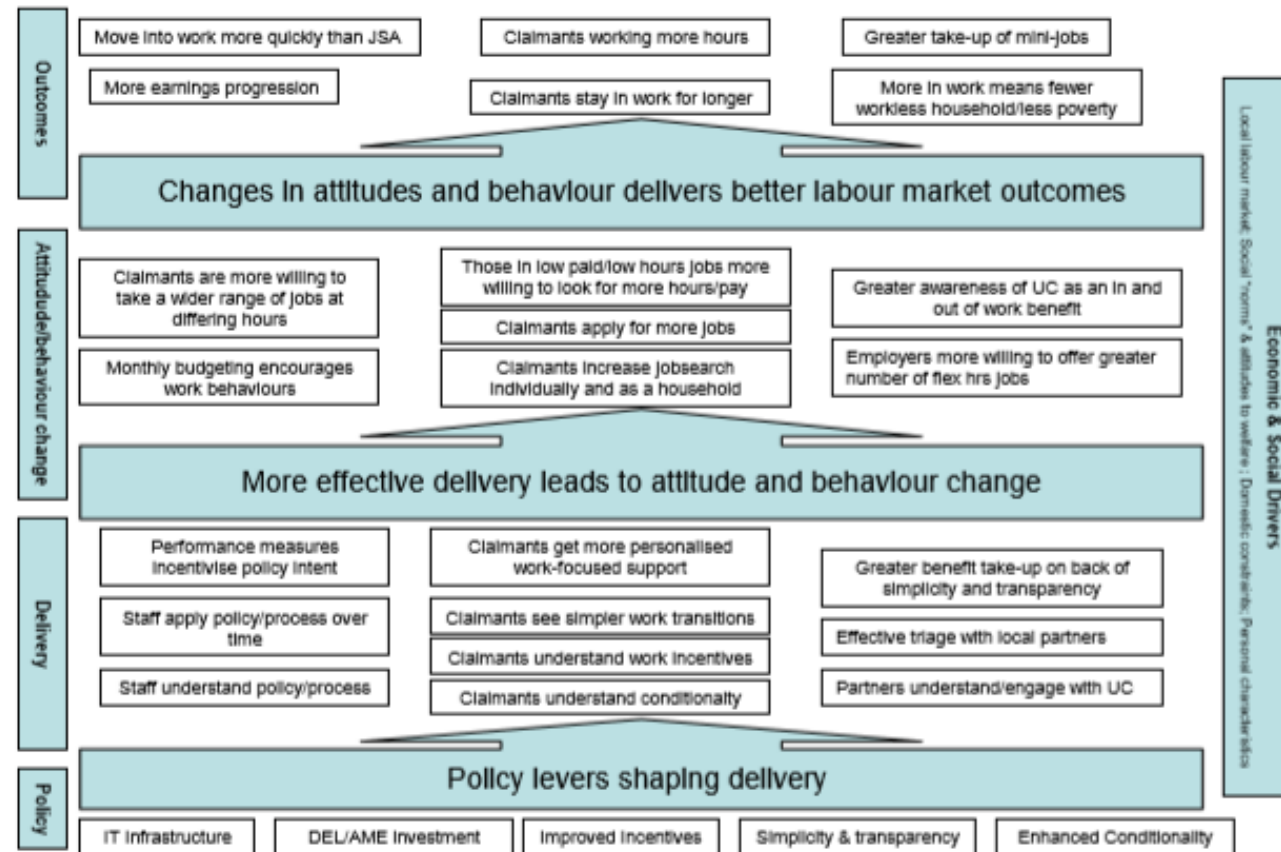 Outcomes
Move into work more quickly than JSA
Claimants working more hours
Greater take-up of mini-jobs
More earnings progression
Claimants stay in work for longer
More in work means fewer
workless household/less poverty
Changes in attitudes and behaviour delivers better labour market outcomes
Attitudude/behaviour change
Claimants are more willing to
take a wider range of jobs at
differing hours
Those in low paid/low hours jobs more
willing to look for more hours/pay
Greater awareness of UC as an in and
out of work benefit
Claimants apply for more jobs
Monthly budgeting encourages
work behaviours
Claimants increase jobsearch
individually and as a household
Employers more willing to offer greater
number of flex hrs jobs
More effective delivery leads to attitude and behaviour change
Delivery
Performance measures
incentivise policy intent
Claimants get more personalised
work-focused support
Greater benefit take-up on back of
simplicity and transparency
Staff apply policy/process over
time
Claimants see simpler work transitions
Effective triage with local partners
Claimants understand work incentives
Staff understand policy/process
Claimants understand conditionalty
Partners understand/engage with UC
Policy levers shaping delivery
Policy
IT Infrastructure
DEL/AME Investment
Improved Incentives
Simplicity & transparency
Enhanced Conditionality
Economic & Social Drivers
Local labour market; Social "norms" & attitudes to welfare ; Domestic constraints; Personal characteristics